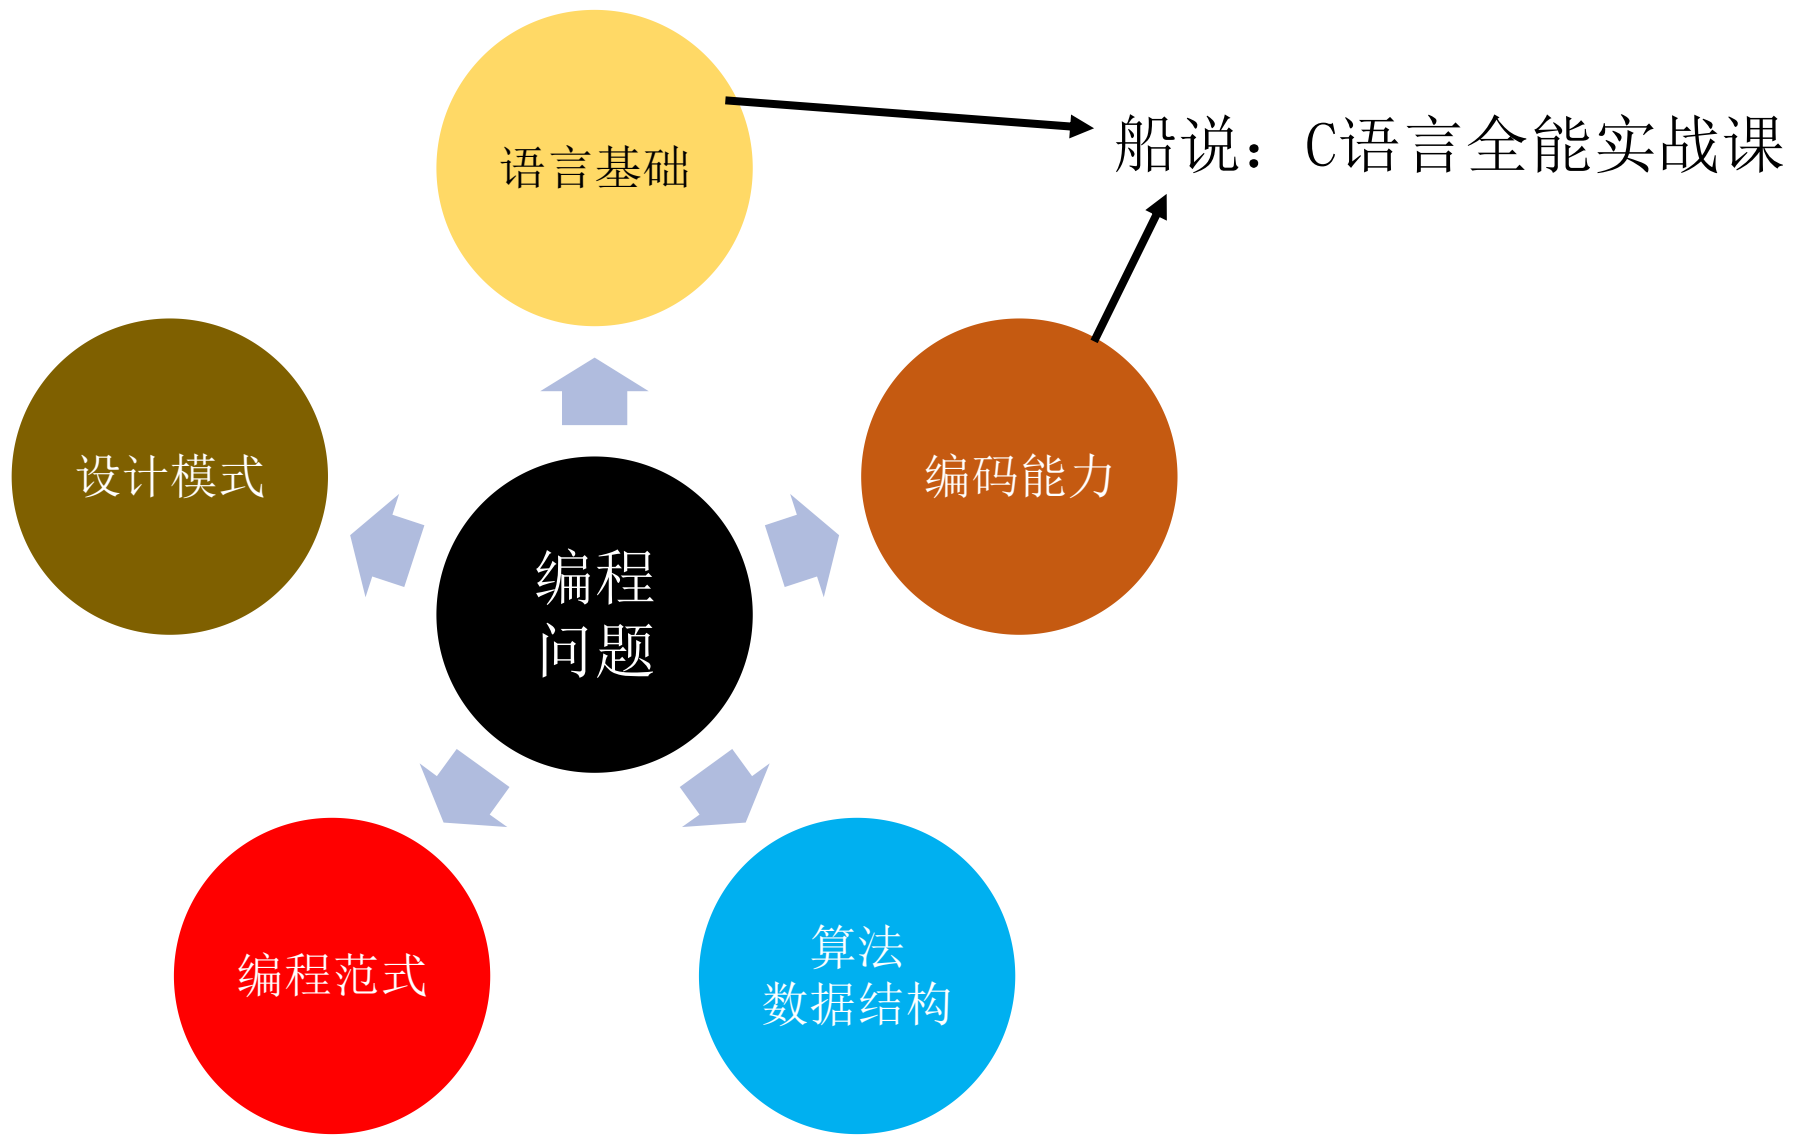 语言基础
船说：C语言全能实战课
设计模式
编码能力
编程
问题
编程范式
算法
数据结构